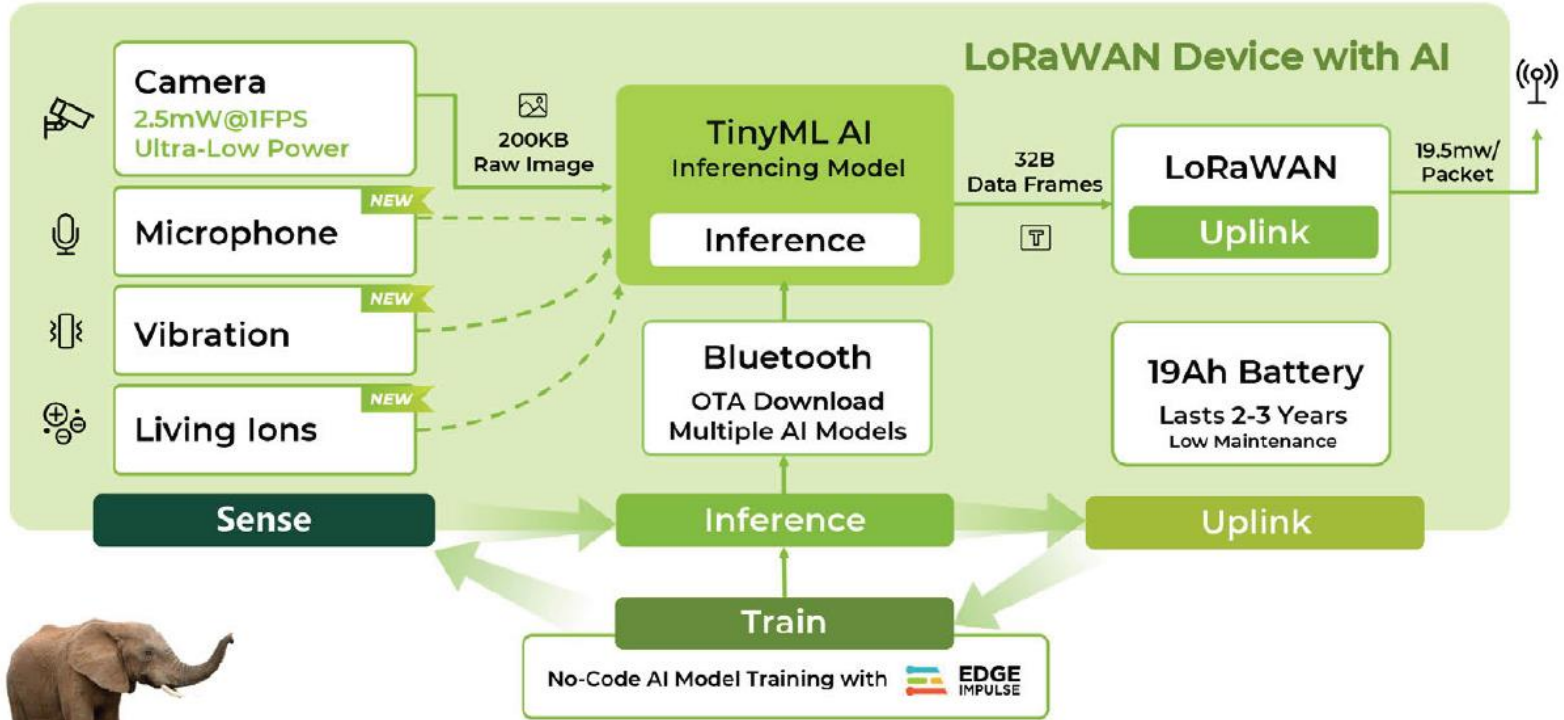 LoRaWAN Device with AI
Camera
2.5mW@1FPS
Ultra-Low Power
200KB
Raw Image
TinyML AI
Inferencing Model
Inference
32B
Data Frames
T
LoRaWAN
Uplink
19.5mw/
Packet
NEW
Microphone
NEW
Vibration
NEW
Living Ions
Bluetooth
OTA Download
Multiple AI Models
19Ah Battery
Lasts 2-3 Years
Low Maintenance
Sense
Inference
Uplink
Train
No-Code AI Model Training with
EDGE
IMPULSE